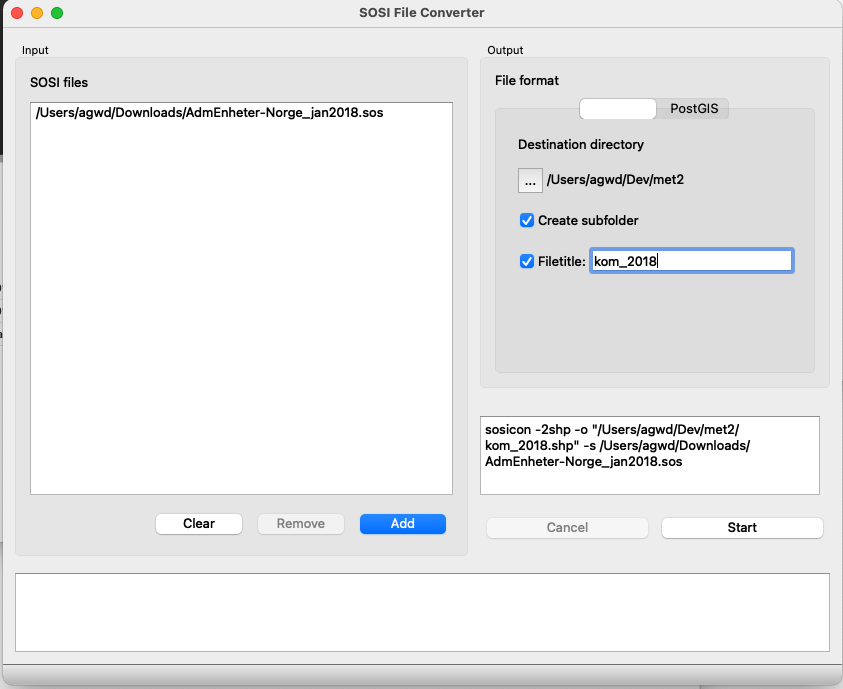 SOSI File Converter
Input
SOSI files
/Users/agwd/Downloads/AdmEnheter-Norge_jan2018.sos
Clear
Remove
Add
Output
File format
PostGIS
Destination directory
... /Users/agwd/Dev/met2
Create subfolder
Filetitle: kom_2018
sosicon -2shp -o "/Users/agwd/Dev/met2/
kom_2018.shp" -s /Users/agwd/Downloads/
AdmEnheter-Norge_jan2018.sos
Cancel
Start